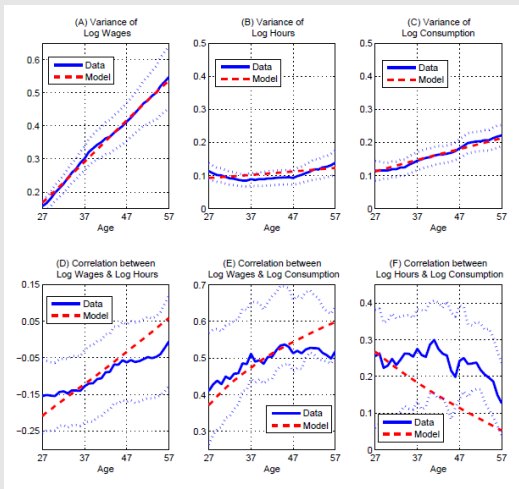 (A) Variance of
Log Wages
0.6
0.5
0.4
0.3
0.2
Data
Model
27 37 47 57
Age
(B) Variance of
Log Hours
0.5
0.4
0.3
0.2
0.1
0
Data
Model
27 37 47 57
Age
(C) Variance of
Log Consumption
0.5
0.4
0.3
0.2
0.1
0
Data
Model
27 37 47 57
Age
(D) Correlation between
Log Wages & Log Hours
0.15
0.05
−0.05
−0.15
−0.25
Data
Model
27 37 47 57
Age
(E) Correlation between
Log Wages & Log Consumption
0.7
0.6
0.5
0.4
0.3
Data
Model
27 37 47 57
Age
(F) Correlation between
Log Hours & Log Consumption
0.4
0.3
0.2
0.1
0
Data
Model
27 37 47 57
Age